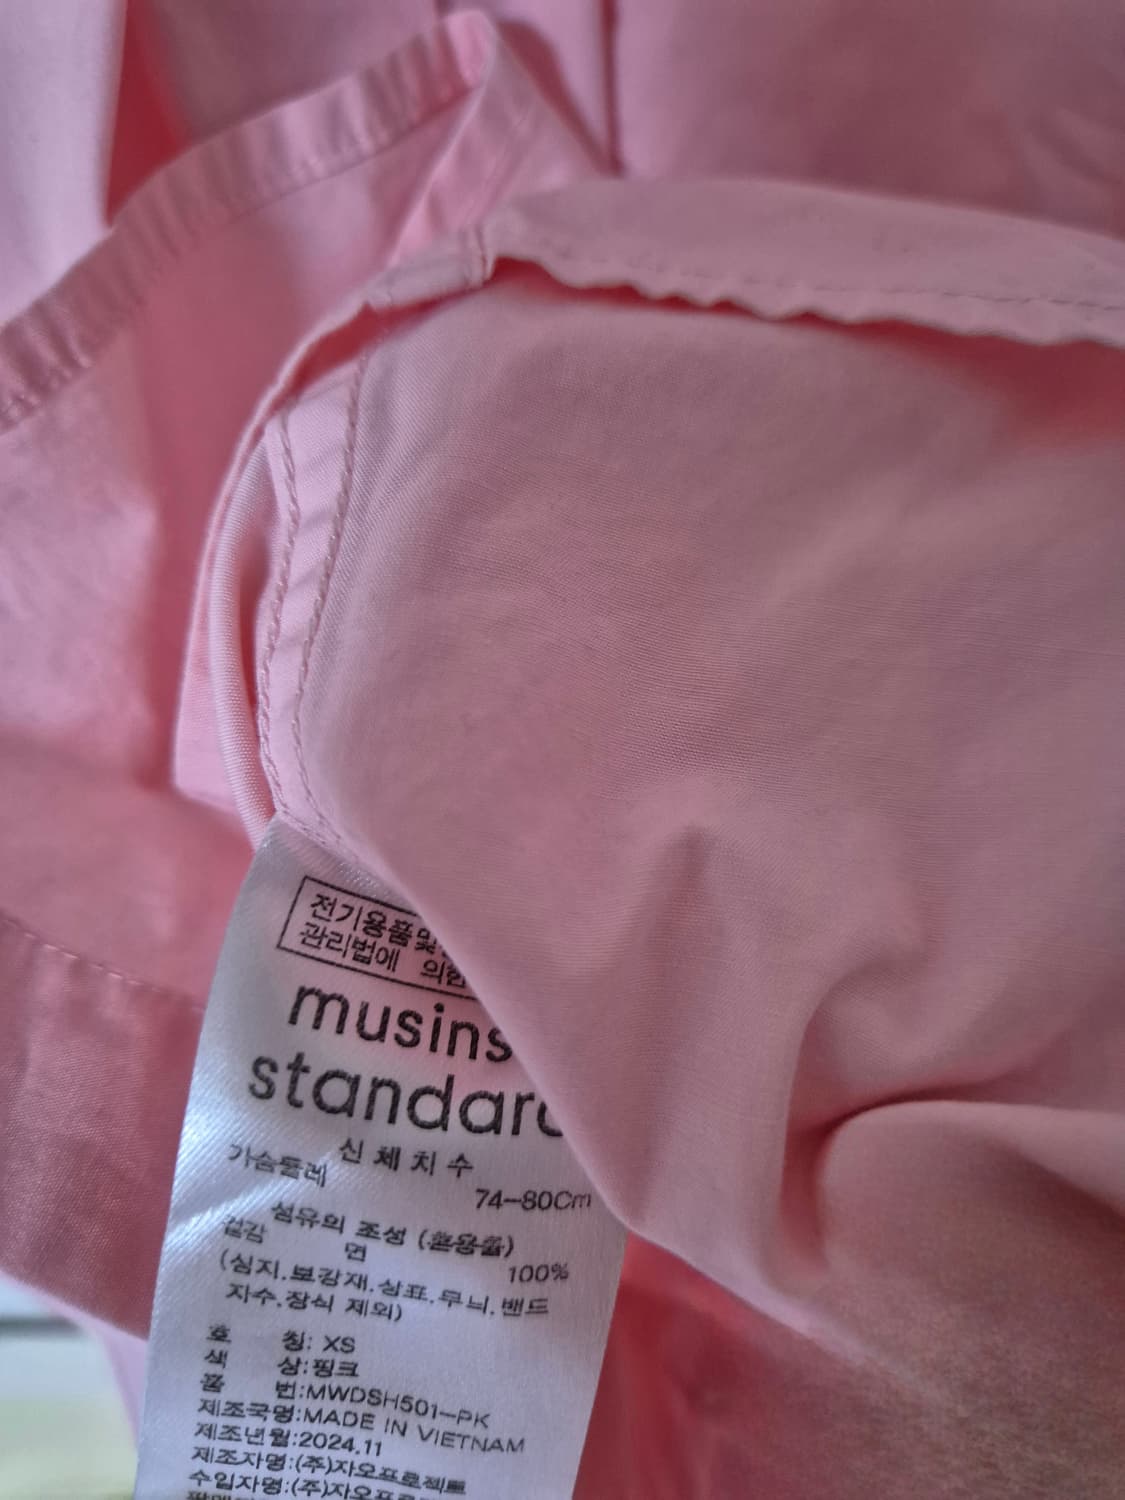 전기용품및
관리법에 의한
musins
standard
신체치수
가슴둘레
74-80Cm
섬유의 조성 (혼용률)
겉감 면 100%
(심지.보강재.상표.무늬.밴드
자수.장식 제외)
호 칭: XS
색 상:핑크
품 번:MWDSH501-PK
제조국명:MADE IN VIETNAM
제조년월:2024.11
제조자명:(주)자오프로젝트
수입자명:(주)자오프로